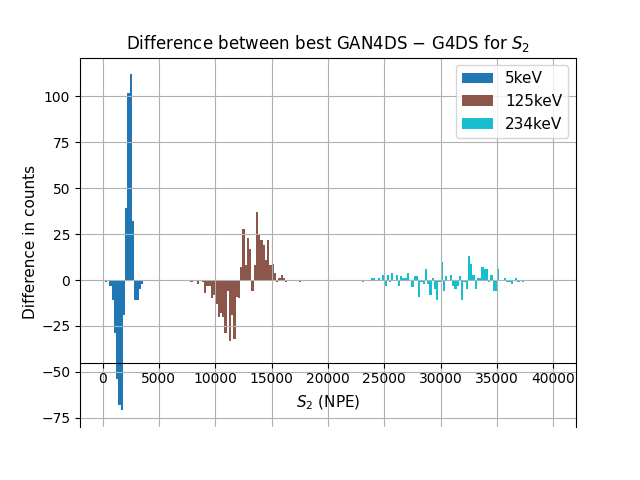 Difference between best GAN4DS − G4DS for S₂
5keV
125keV
234keV
Difference in counts
100
75
50
25
0
−25
−50
−75
0 5000 10000 15000 20000 25000 30000 35000 40000
S₂ (NPE)